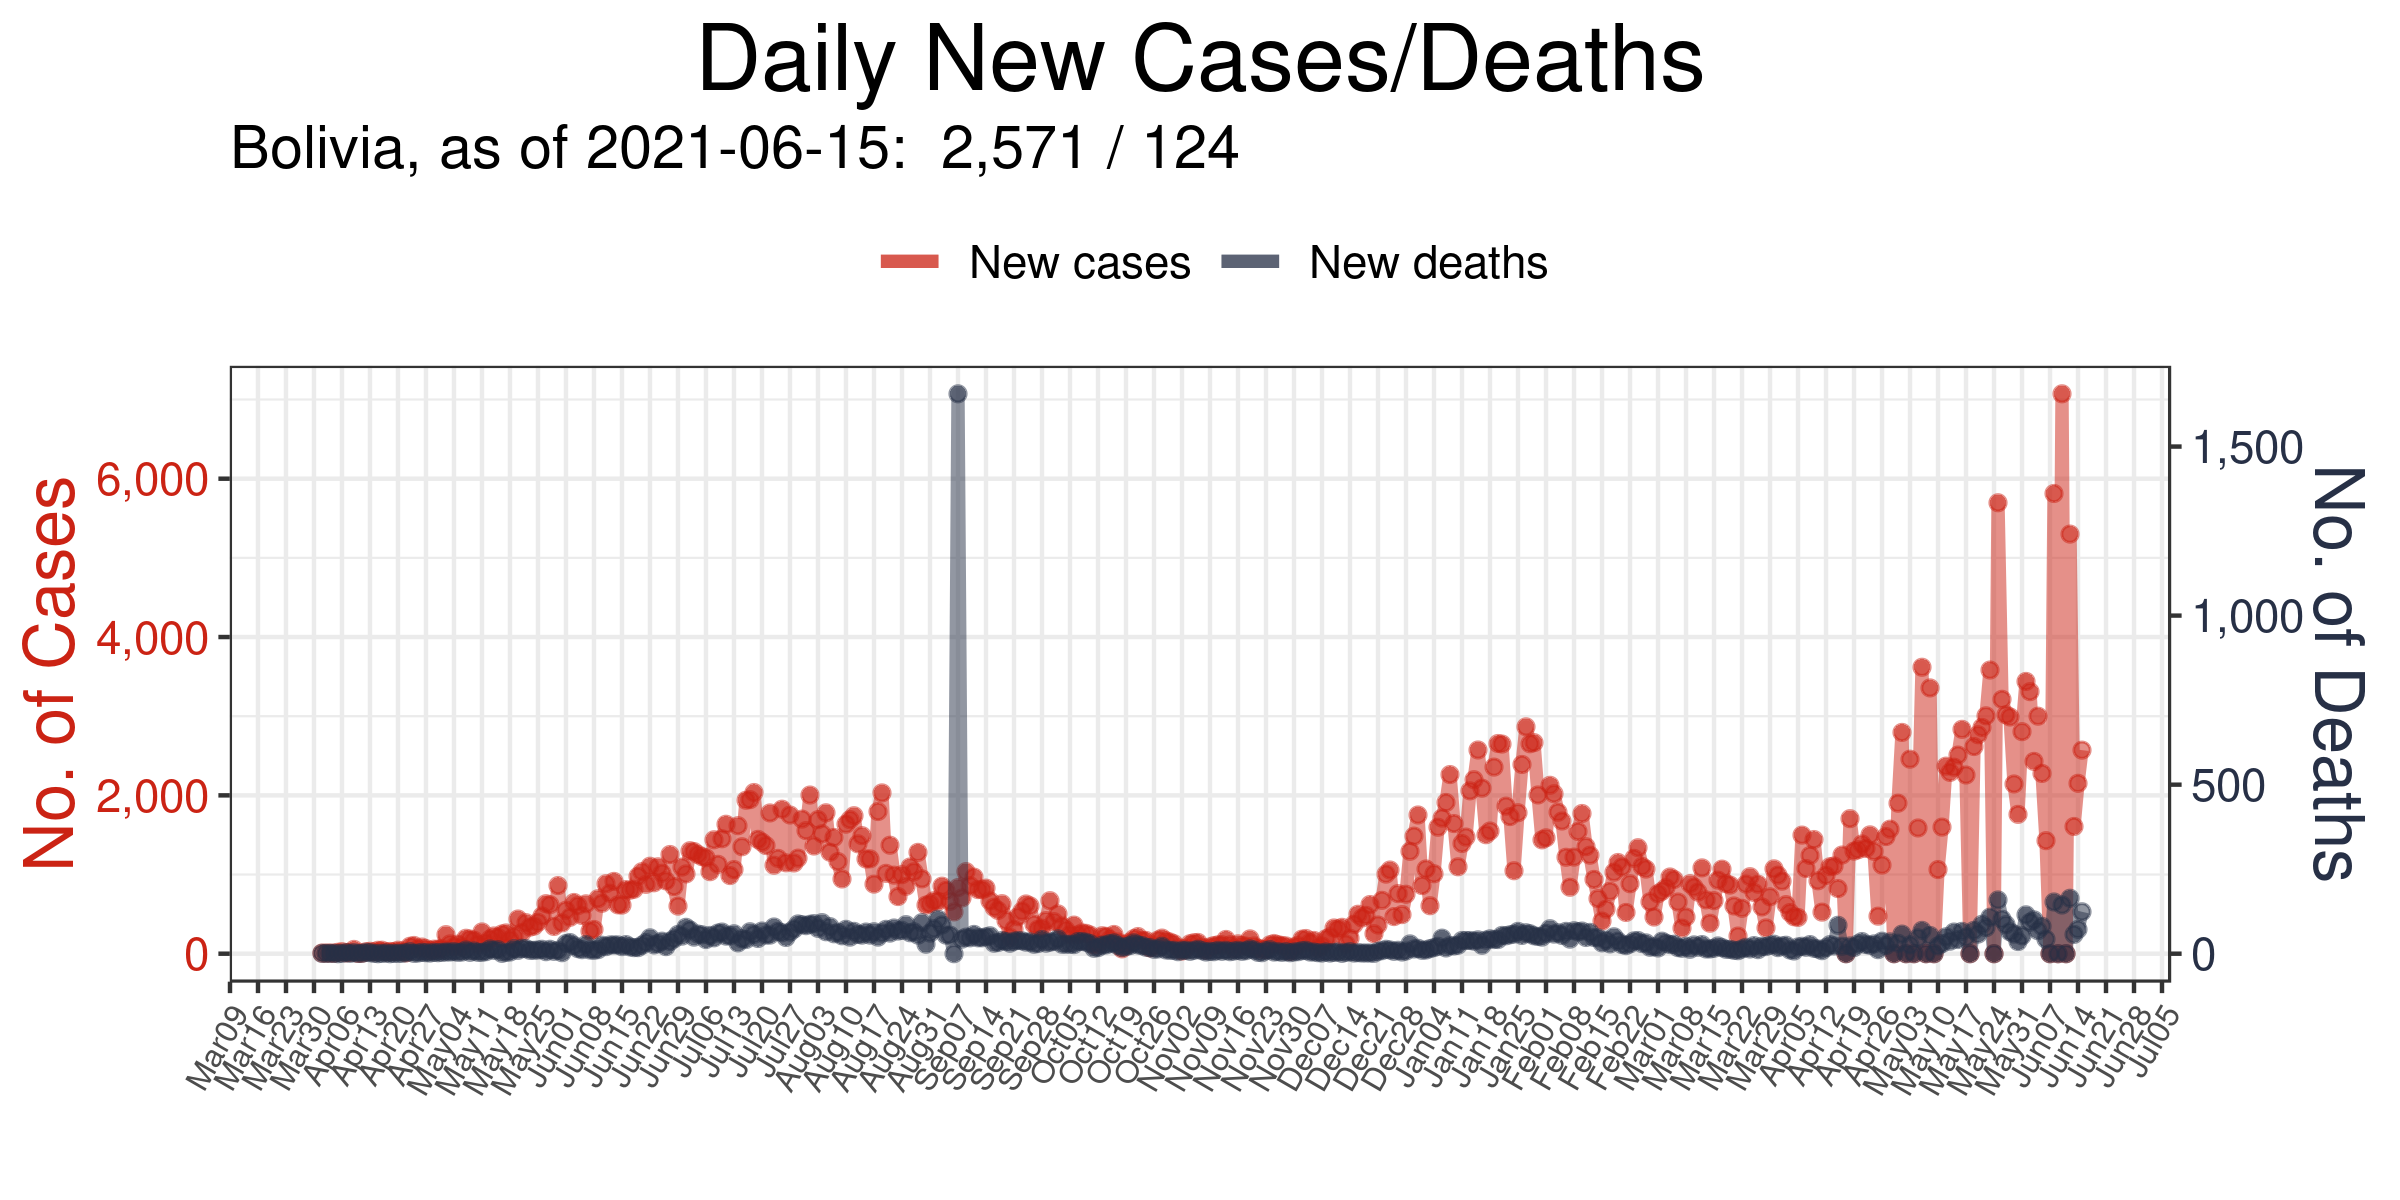 Daily New Cases/Deaths
Bolivia, as of 2021-06-15:  2,571 / 124
New cases
New deaths
No. of Cases
6,000
4,000
2,000
0
1,500
1,000
500
0
No. of Deaths
Mar09
Mar16
Mar23
Mar30
Apr06
Apr13
Apr20
Apr27
May04
May11
May18
May25
Jun01
Jun08
Jun15
Jun22
Jun29
Jul06
Jul13
Jul20
Jul27
Aug03
Aug10
Aug17
Aug24
Aug31
Sep07
Sep14
Sep21
Sep28
Oct05
Oct12
Oct19
Oct26
Nov02
Nov09
Nov16
Nov23
Nov30
Dec07
Dec14
Dec21
Dec28
Jan04
Jan11
Jan18
Jan25
Feb01
Feb08
Feb15
Feb22
Mar01
Mar08
Mar15
Mar22
Mar29
Apr05
Apr12
Apr19
Apr26
May03
May10
May17
May24
May31
Jun07
Jun14
Jun21
Jun28
Jul05